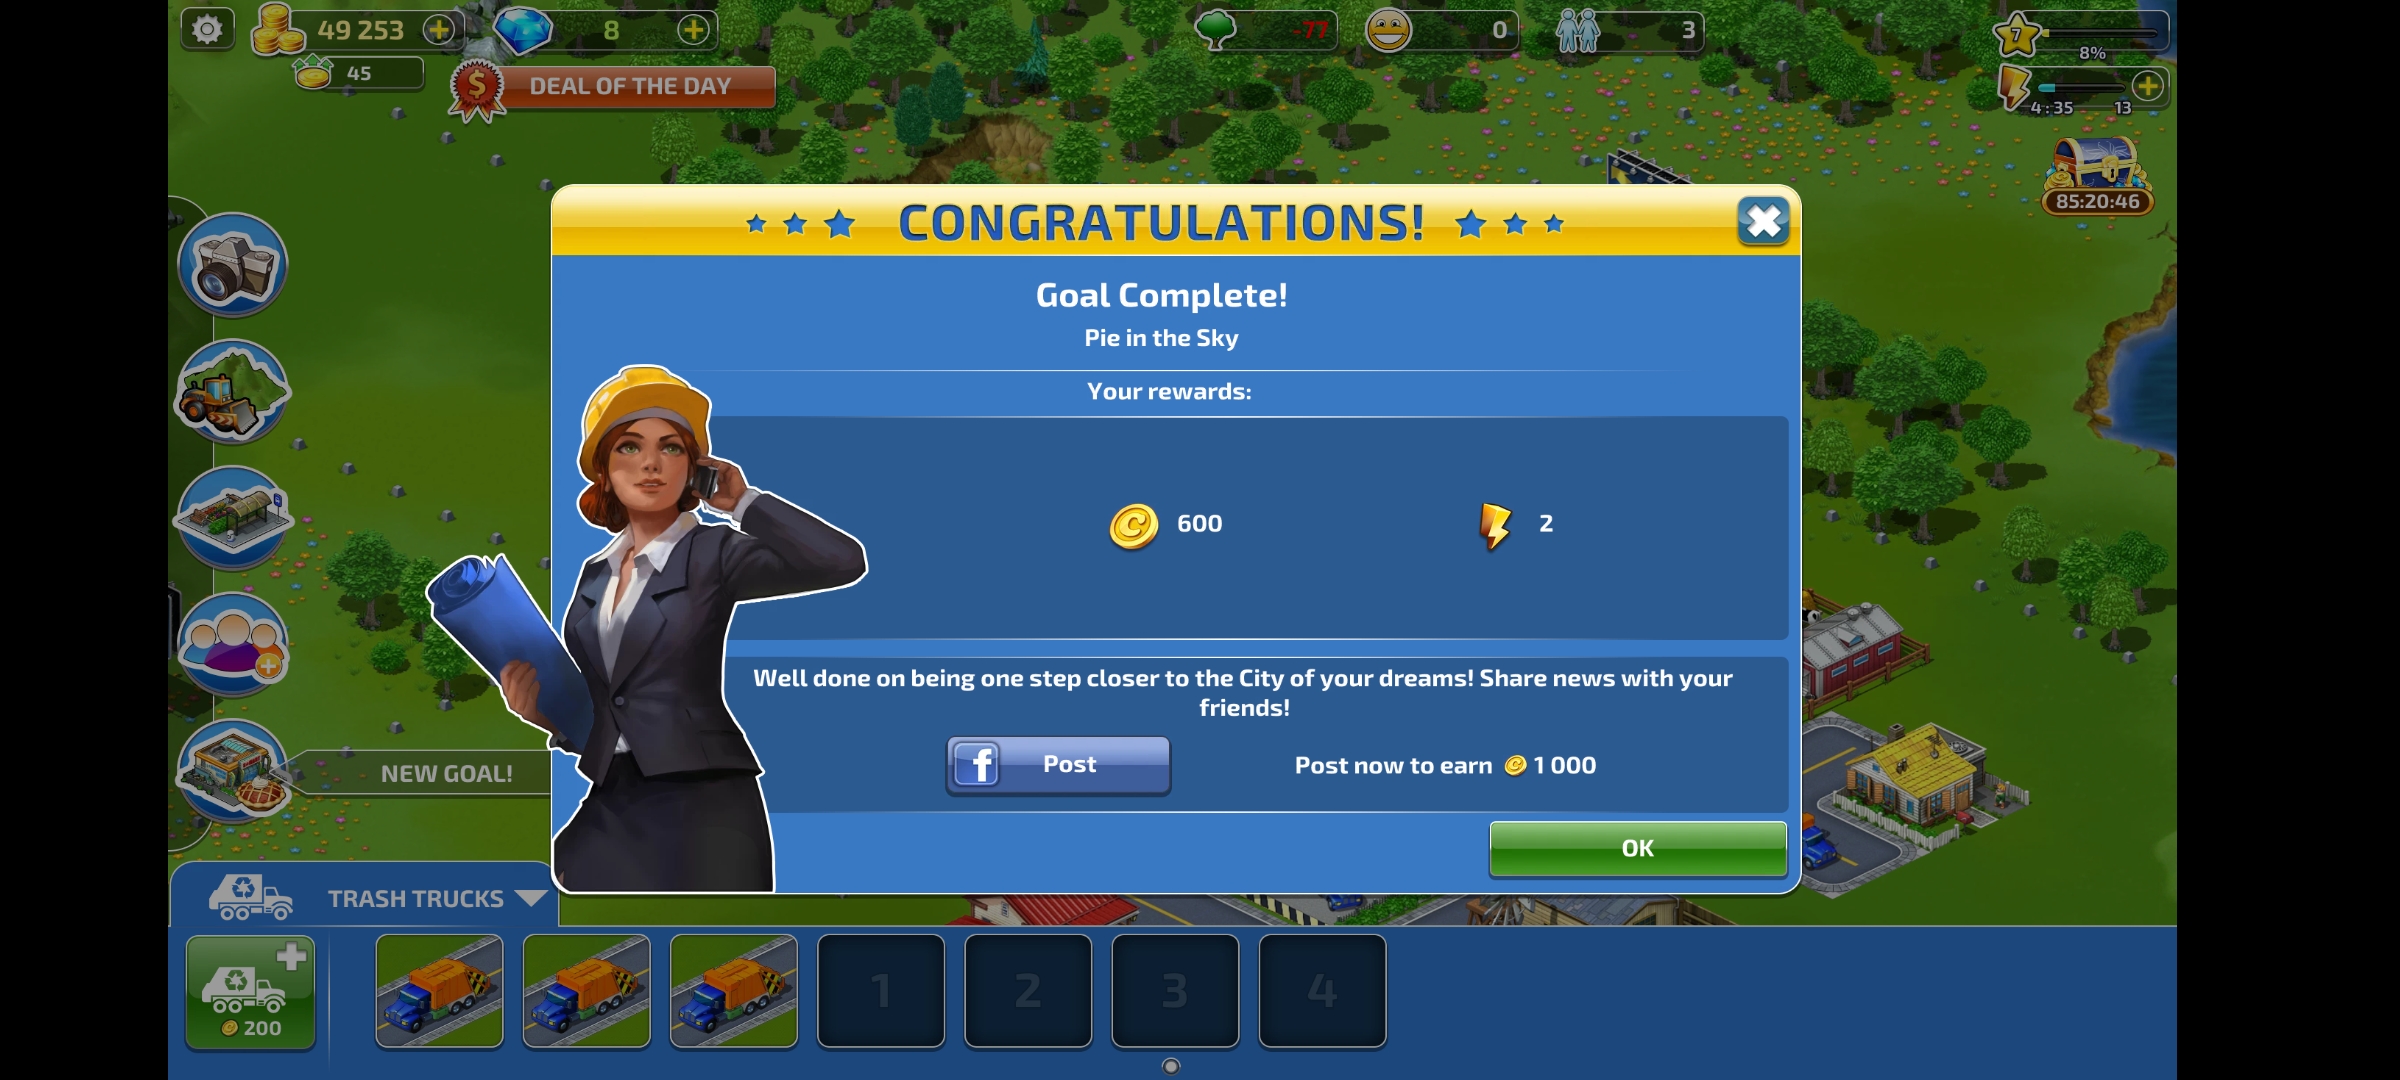 49 253
8
-77
0
3
7
8%
45
DEAL OF THE DAY
4:35
13
85:20:46
CONGRATULATIONS!
Goal Complete!
Pie in the Sky
Your rewards:
600
2
Well done on being one step closer to the City of your dreams! Share news with your
friends!
f Post
Post now to earn 1 000
NEW GOAL!
OK
TRASH TRUCKS
200
1
2
3
4